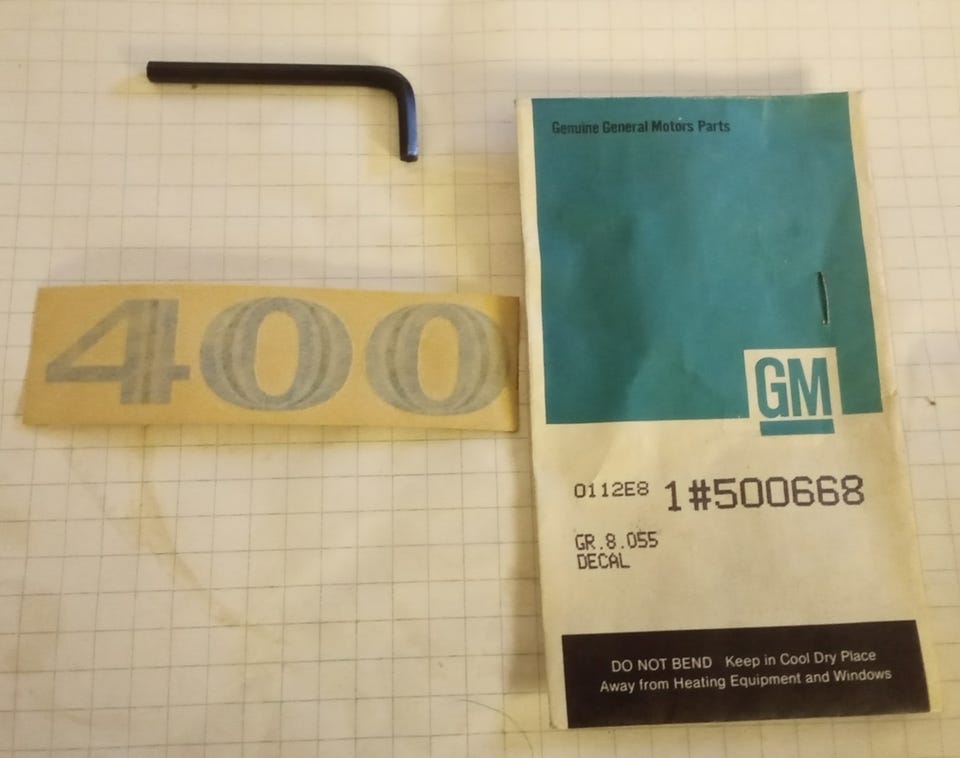 400
Genuine General Motors Parts
GM
0112E8 1#500668
GR.8.055
DECAL
DO NOT BEND Keep in Cool Dry Place
Away from Heating Equipment and Windows